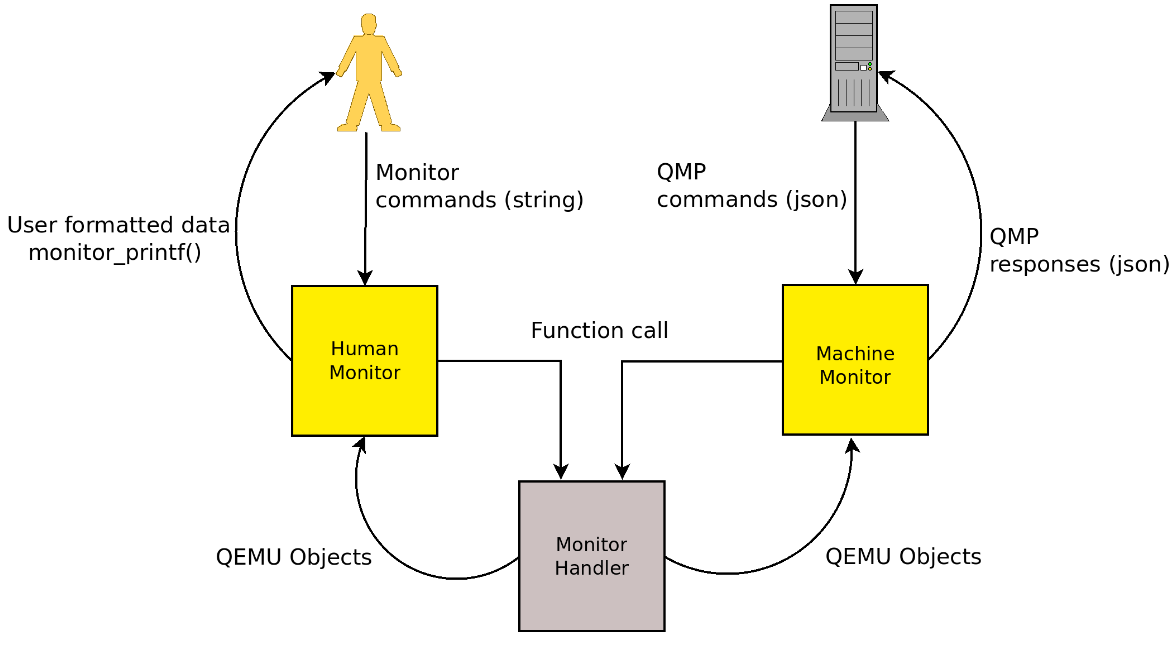 Monitor
commands (string)
QMP
commands (json)
User formatted data
monitor_printf()
QMP
responses (json)
Function call
Human
Monitor
Machine
Monitor
QEMU Objects
Monitor
Handler
QEMU Objects